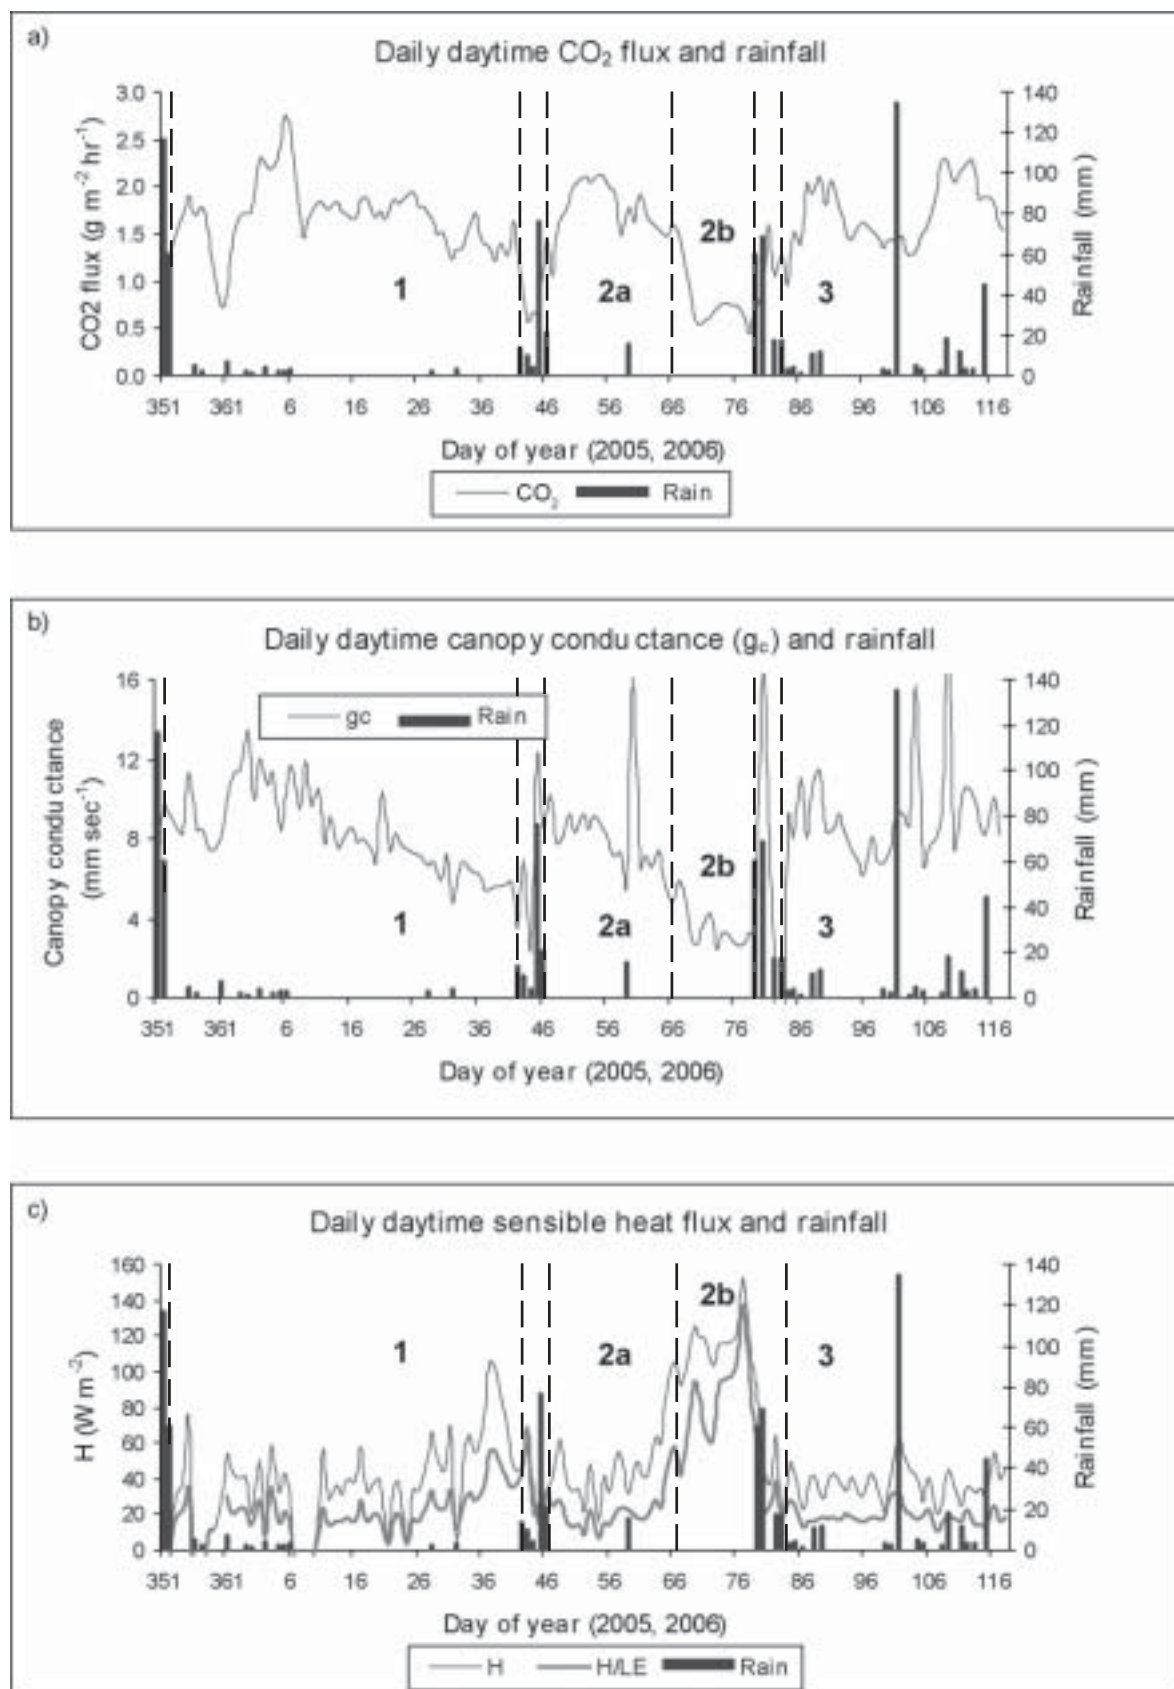 a)
Daily daytime CO₂ flux and rainfall
CO2 flux (g m⁻² hr⁻¹)
3.0
2.5
2.0
1.5
1.0
0.5
0.0
1
2a
2b
3
140
120
100
80
60
40
20
0
Rainfall (mm)
351 361 6 16 26 36 46 56 66 76 86 96 106 116
Day of year (2005, 2006)
CO₂ Rain
b)
Daily daytime canopy conductance (gc) and rainfall
Canopy conductance
(mm sec⁻¹)
16
12
8
4
0
gc Rain
1
2a
2b
3
140
120
100
80
60
40
20
0
Rainfall (mm)
351 361 6 16 26 36 46 56 66 76 86 96 106 116
Day of year (2005, 2006)
c)
Daily daytime sensible heat flux and rainfall
H (W m⁻²)
160
140
120
100
80
60
40
20
0
1
2a
2b
3
140
120
100
80
60
40
20
0
Rainfall (mm)
351 361 6 16 26 36 46 56 66 76 86 96 106 116
Day of year (2005, 2006)
H H/LE Rain